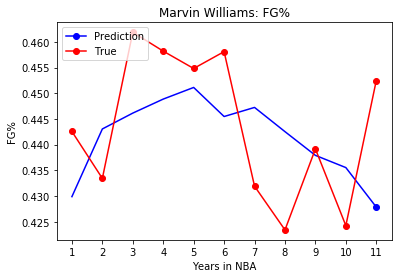 Marvin Williams: FG%
Prediction
True
0.460
0.455
0.450
0.445
0.440
0.435
0.430
0.425
FG%
1 2 3 4 5 6 7 8 9 10 11
Years in NBA